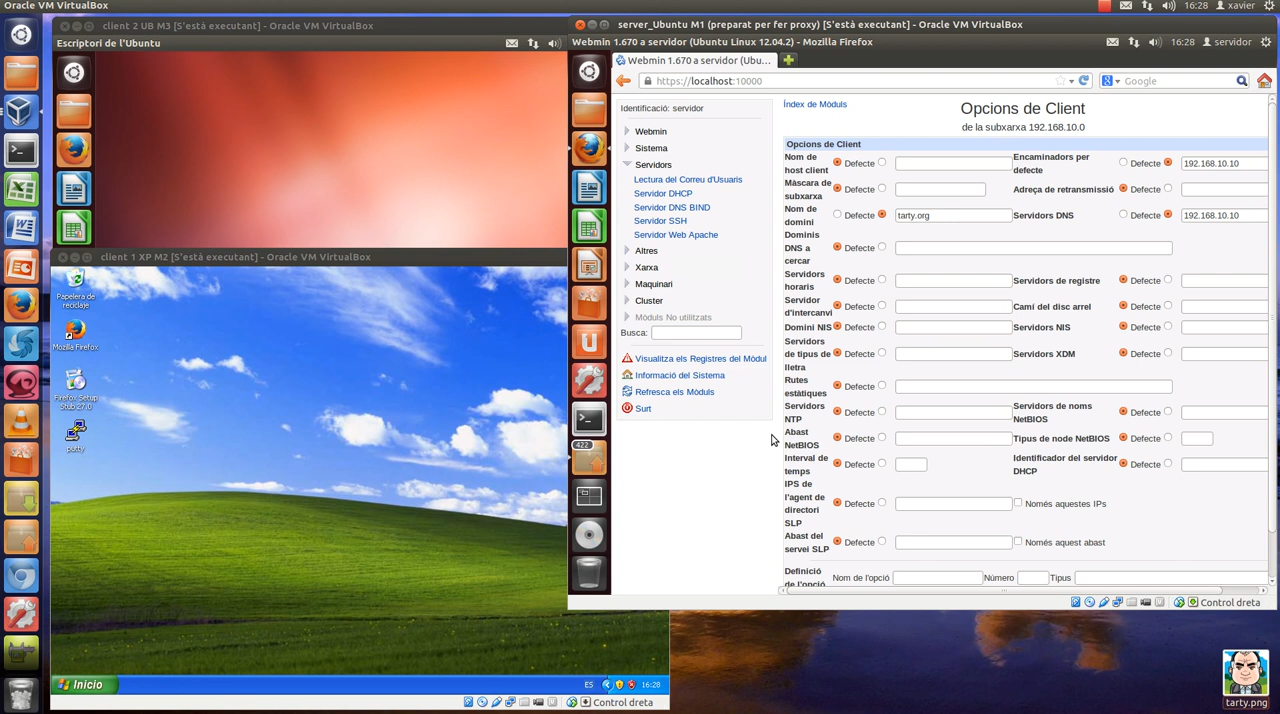 Oracle VM VirtualBox
16:28
xavier
client 2 UB M3 [S'està executant] - Oracle VM VirtualBox
Escriptori de l'Ubuntu
Papelera de
reciclaje
client 1 XP M2 [S'està executant] - Oracle VM VirtualBox
Mozilla Firefox
Firefox Setup
Stub 27.0
putty
Inicio
ES
16:28
Control dreta
server_Ubuntu M1 (preparat per fer proxy) [S'està executant] - Oracle VM VirtualBox
Webmin 1.670 a servidor (Ubuntu Linux 12.04.2) - Mozilla Firefox
16:28
servidor
Webmin 1.670 a servidor (Ubu...
https://localhost:10000
Google
422
Identificació: servidor
Webmin
Sistema
Servidors
Lectura del Correu d'Usuaris
Servidor DHCP
Servidor DNS BIND
Servidor SSH
Servidor Web Apache
Altres
Xarxa
Maquinari
Cluster
Mòduls No utilitzats
Busca:
Visualitza els Registres del Mòdul
Informació del Sistema
Refresca els Mòduls
Surt
Índex de Mòduls
Opcions de Client
de la subxarxa 192.168.10.0
Opcions de Client
Nom de
host client
Defecte
Encaminadors per
defecte
Defecte
192.168.10.10
Màscara de
subxarxa
Defecte
Adreça de retransmissió
Defecte
Nom de
domini
Defecte
tarty.org
Servidors DNS
Defecte
192.168.10.10
Dominis
DNS a
cercar
Defecte
Servidors
horaris
Defecte
Servidors de registre
Defecte
Servidor
d'intercanvi
Defecte
Camí del disc arrel
Defecte
Domini NIS
Defecte
Servidors NIS
Defecte
Servidors
de tipus de
lletra
Defecte
Servidors XDM
Defecte
Rutes
estàtiques
Defecte
Servidors
NTP
Defecte
Servidors de noms
NetBIOS
Defecte
Abast
NetBIOS
Defecte
Tipus de node NetBIOS
Defecte
Interval de
temps
Defecte
Identificador del servidor
DHCP
Defecte
IPS de
l'agent de
directori
SLP
Defecte
Només aquestes IPs
Abast del
servei SLP
Defecte
Només aquest abast
Definició
de l'opció
Nom de l'opció
Número
Tipus
Control dreta
tarty.png